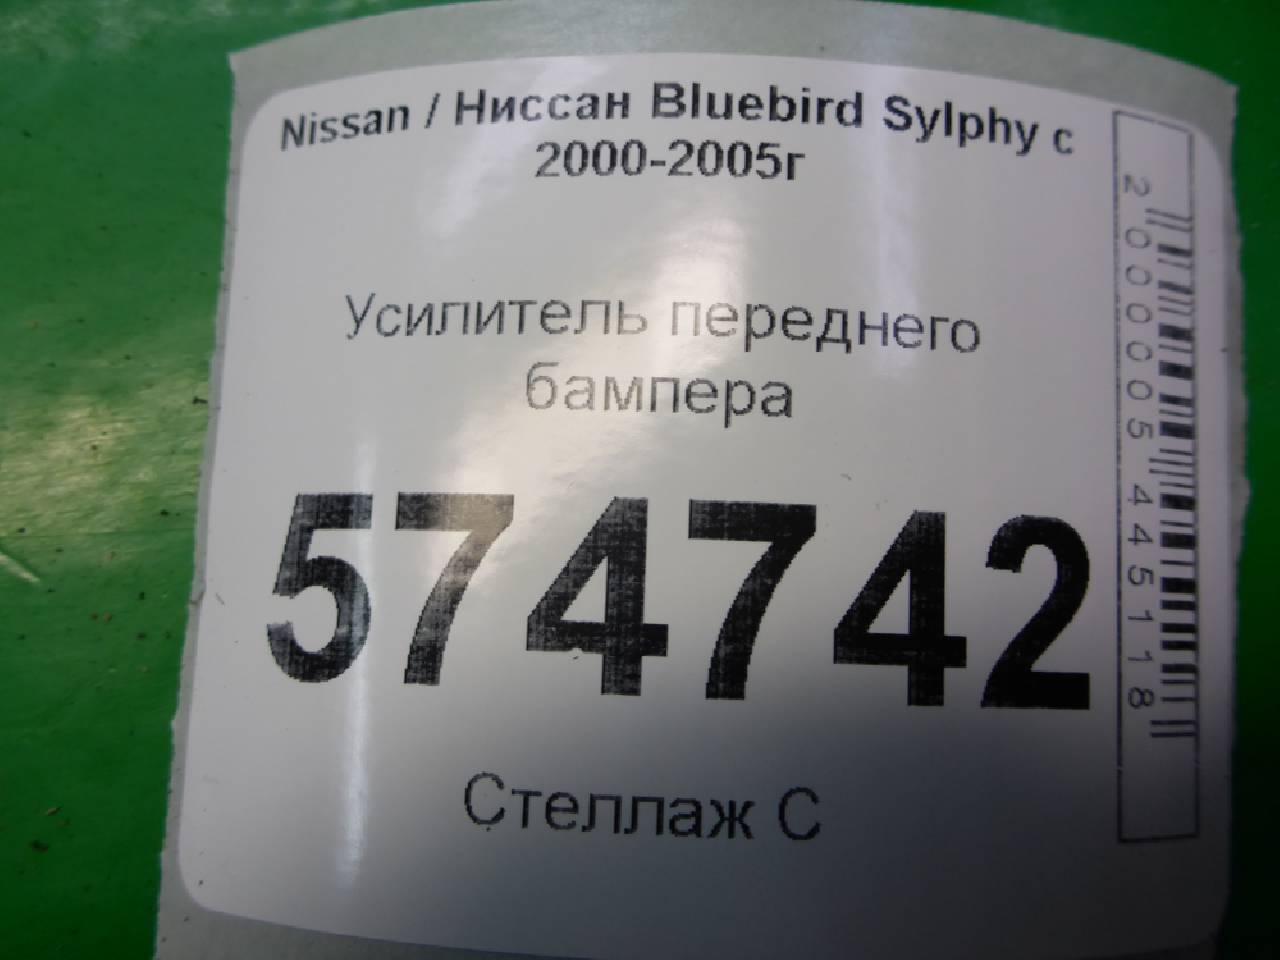 Nissan / Ниссан Bluebird Sylphy с
2000-2005г
Усилитель переднего
бампера
574742
Стеллаж С
2000005445118